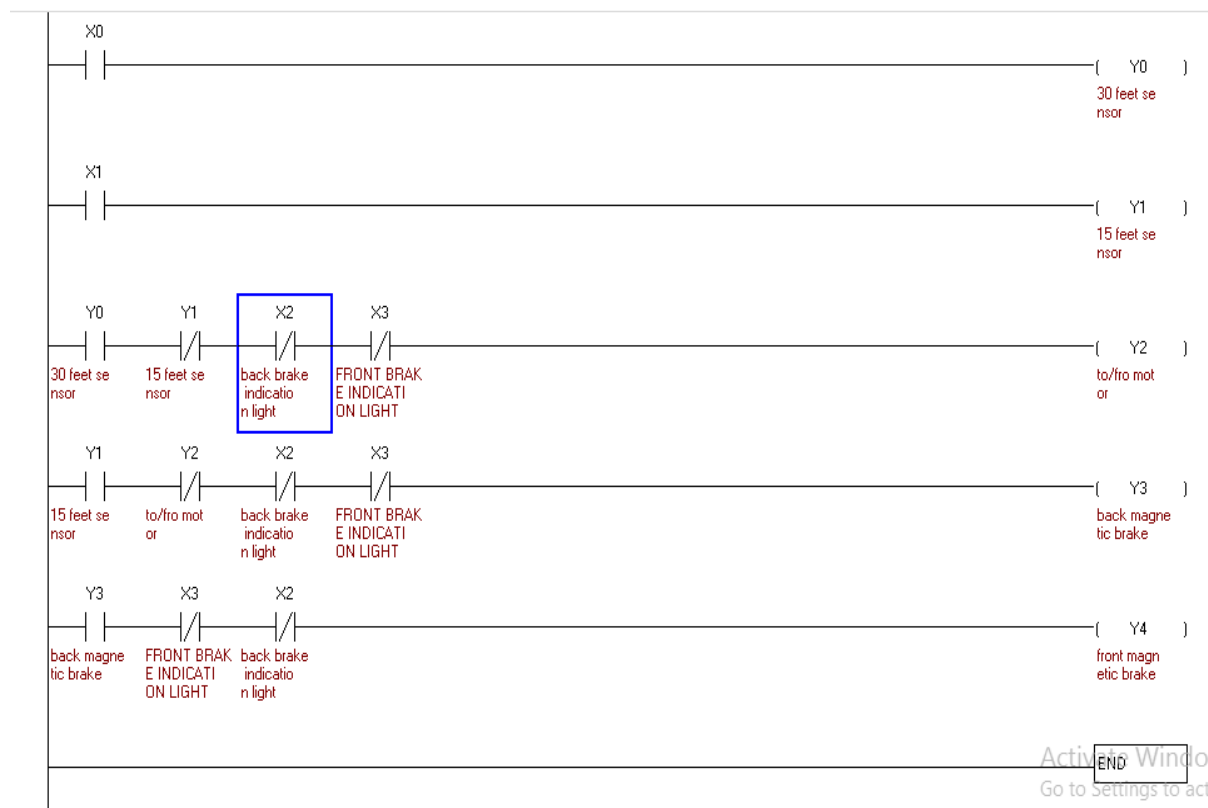 X0
( Y0 )
30 feet se
nsor
X1
( Y1 )
15 feet se
nsor
Y0 Y1 X2 X3
( Y2 )
30 feet se
nsor
15 feet se
nsor
back brake
indicatio
n light
FRONT BRAK
E INDICATI
ON LIGHT
to/fro mot
or
Y1 Y2 X2 X3
( Y3 )
15 feet se
nsor
to/fro mot
or
back brake
indicatio
n light
FRONT BRAK
E INDICATI
ON LIGHT
back magne
tic brake
Y3 X3 X2
( Y4 )
back magne
tic brake
FRONT BRAK
E INDICATI
ON LIGHT
back brake
indicatio
n light
front magn
etic brake
END
Activate Windo
Go to Settings to act